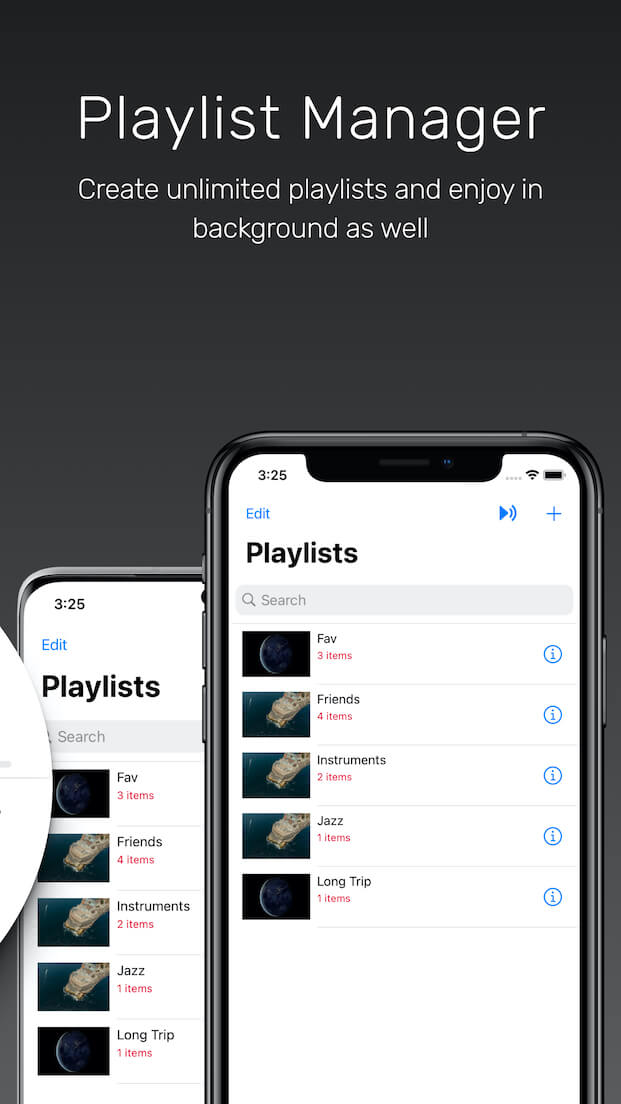 Playlist Manager
Create unlimited playlists and enjoy in
background as well
3:25
Edit
Playlists
Search
Fav
3 items
Friends
4 items
Instruments
2 items
Jazz
1 items
Long Trip
1 items
3:25
Edit
Playlists
Search
Fav
3 items
Friends
4 items
Instruments
2 items
Jazz
1 items
Long Trip
1 items